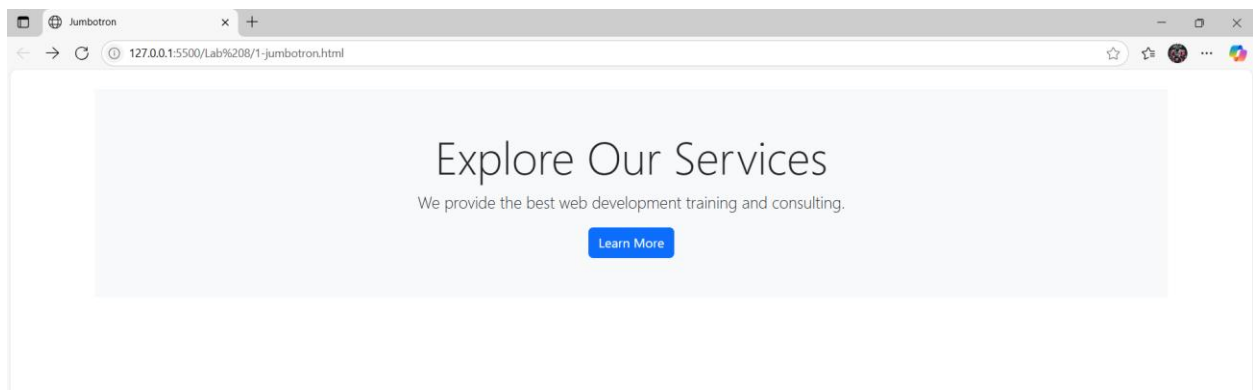 Jumbotron
127.0.0.1:5500/Lab%208/1-jumbotron.html
Explore Our Services
We provide the best web development training and consulting.
Learn More